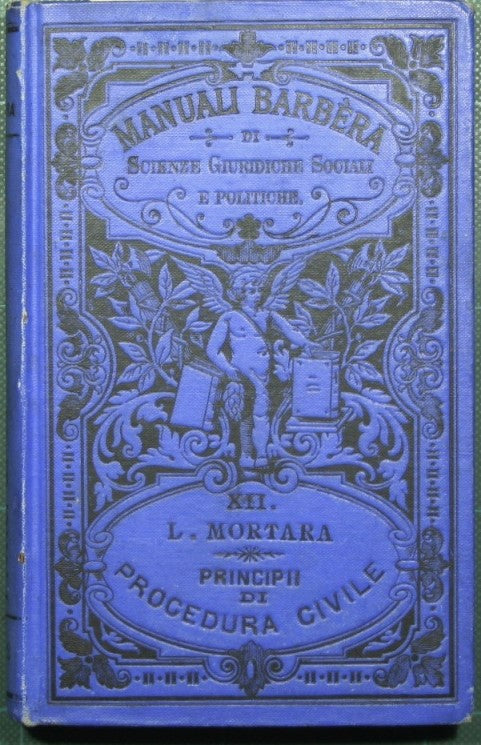 MANUALI BARBÈRA
DI
SCIENZE GIURIDICHE SOCIALI
E POLITICHE.
XII.
L. MORTARA
PRINCIPII
DI
PROCEDURA CIVILE